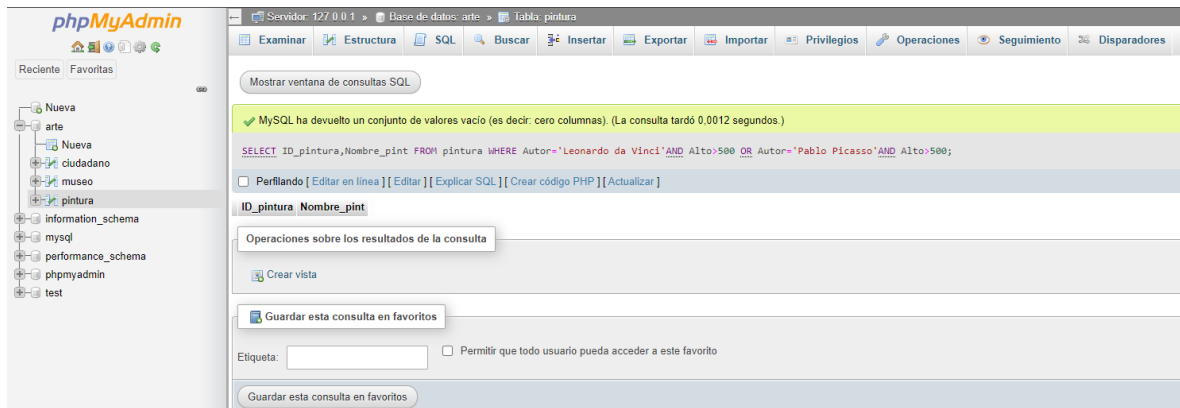 phpMyAdmin
Reciente Favoritas
Nueva
arte
Nueva
ciudadano
museo
pintura
information_schema
mysql
performance_schema
phpmyadmin
test
← Servidor: 127.0.0.1 » Base de datos: arte » Tabla: pintura
Examinar Estructura SQL Buscar Insertar Exportar Importar Privilegios Operaciones Seguimiento Disparadores
Mostrar ventana de consultas SQL
MySQL ha devuelto un conjunto de valores vacío (es decir: cero columnas). (La consulta tardó 0,0012 segundos.)
SELECT ID_pintura,Nombre_pint FROM pintura WHERE Autor='Leonardo da Vinci'AND Alto>500 OR Autor='Pablo Picasso'AND Alto>500;
Perfilando [ Editar en línea ] [ Editar ] [ Explicar SQL ] [ Crear código PHP ] [ Actualizar ]
ID_pintura Nombre_pint
Operaciones sobre los resultados de la consulta
Crear vista
Guardar esta consulta en favoritos
Etiqueta: Permitir que todo usuario pueda acceder a este favorito
Guardar esta consulta en favoritos